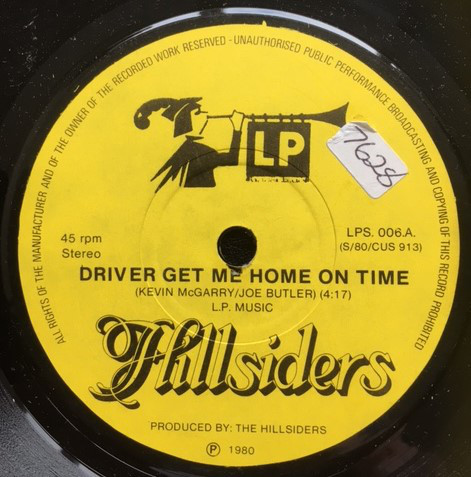 ALL RIGHTS OF THE MANUFACTURER AND OF THE OWNER OF THE RECORDED WORK RESERVED - UNAUTHORISED PUBLIC PERFORMANCE BROADCASTING AND COPYING OF THIS RECORD PROHIBITED
LP
7628
45 rpm
Stereo
LPS. 006.A.
(S/80/CUS 913)
DRIVER GET ME HOME ON TIME
(KEVIN McGARRY/JOE BUTLER) (4:17)
L.P. MUSIC
Hillsiders
PRODUCED BY: THE HILLSIDERS
Ⓟ 1980